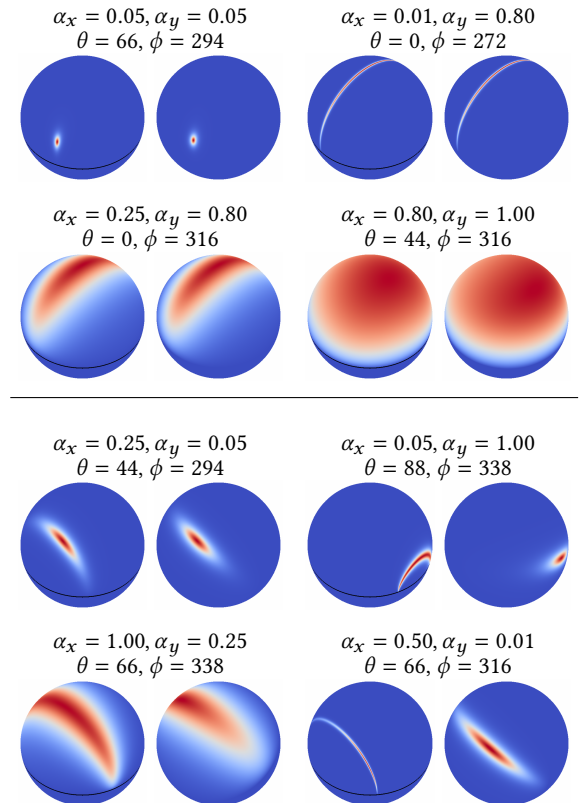 αx = 0.05, αy = 0.05
θ = 66, ϕ = 294
αx = 0.01, αy = 0.80
θ = 0, ϕ = 272
αx = 0.25, αy = 0.80
θ = 0, ϕ = 316
αx = 0.80, αy = 1.00
θ = 44, ϕ = 316
αx = 0.25, αy = 0.05
θ = 44, ϕ = 294
αx = 0.05, αy = 1.00
θ = 88, ϕ = 338
αx = 1.00, αy = 0.25
θ = 66, ϕ = 338
αx = 0.50, αy = 0.01
θ = 66, ϕ = 316